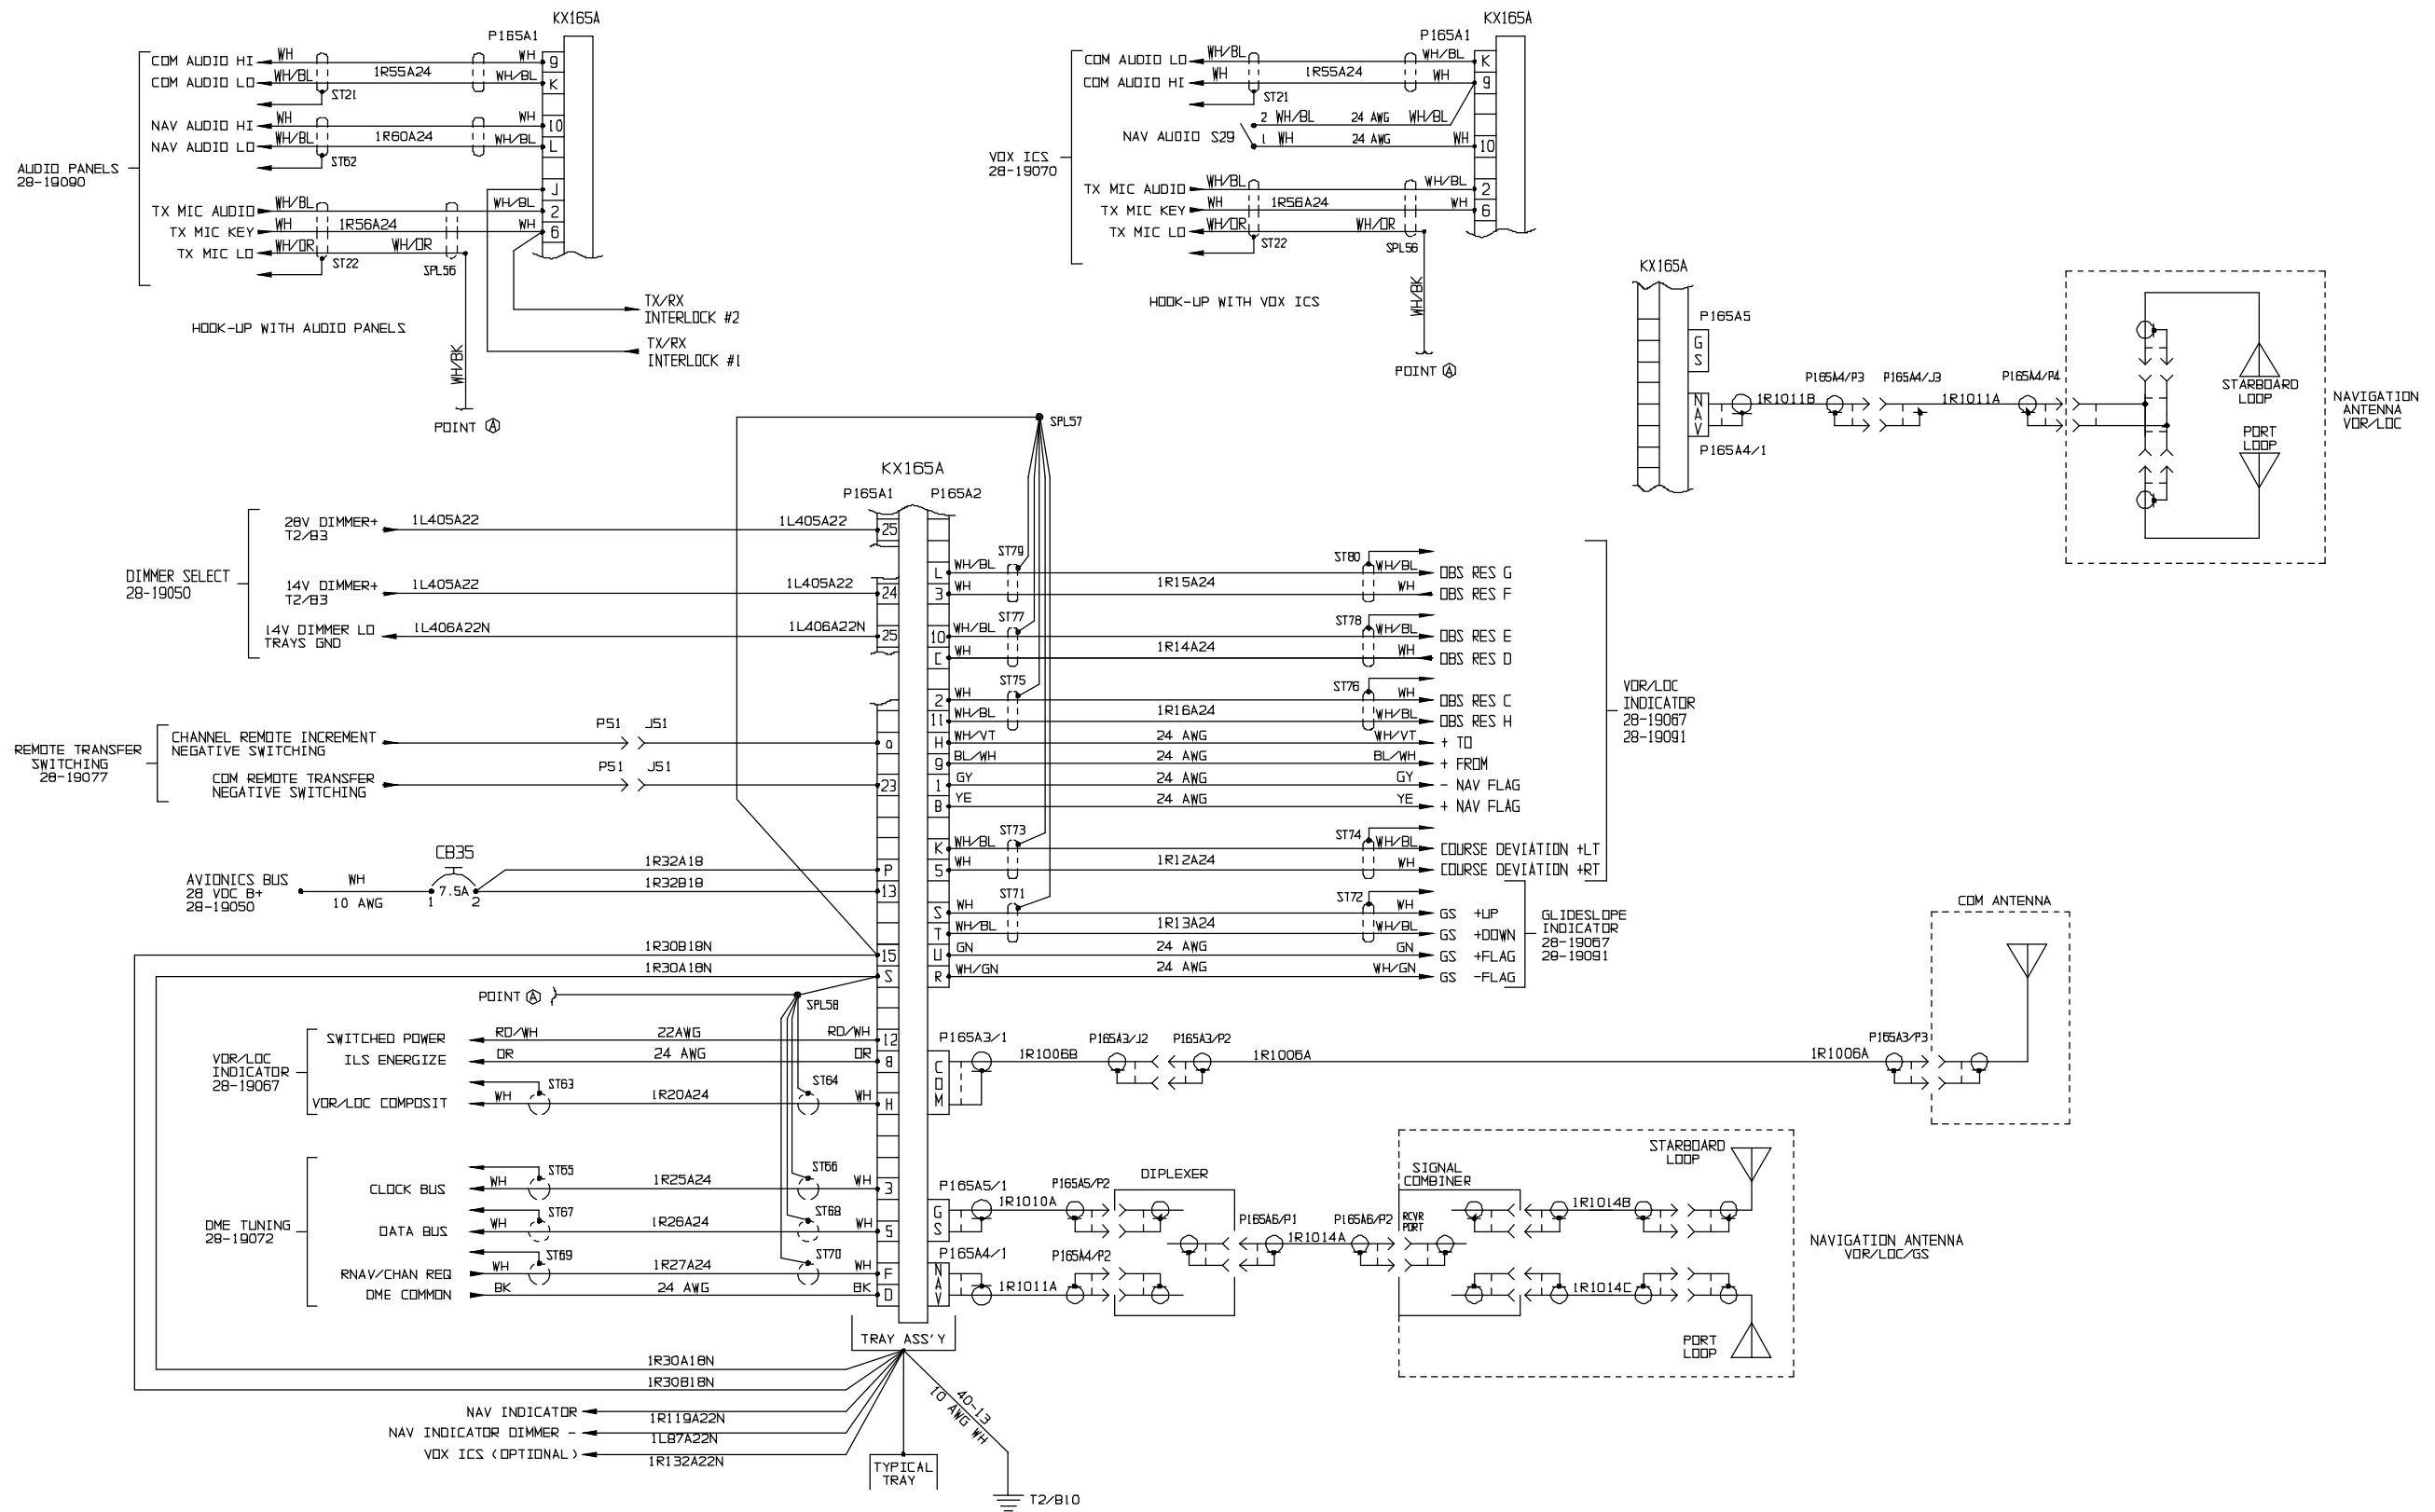 KX165A
P165A1
COM AUDIO HI
WH
WH
9
1R55A24
COM AUDIO LO
WH/BL
WH/BL
K
ST21
NAV AUDIO HI
WH
WH
10
1R60A24
NAV AUDIO LO
WH/BL
WH/BL
L
ST62
AUDIO PANELS
28-19090
J
TX MIC AUDIO
WH/BL
WH/BL
2
TX MIC KEY
WH
1R56A24
WH
6
TX MIC LO
WH/OR
WH/OR
ST22
SPL56
TX/RX
INTERLOCK #2
HOOK-UP WITH AUDIO PANELS
TX/RX
INTERLOCK #1
WH/BK
POINT A
KX165A
P165A1
COM AUDIO LO
WH/BL
WH/BL
K
1R55A24
COM AUDIO HI
WH
WH
9
ST21
2 WH/BL
24 AWG
WH/BL
NAV AUDIO S29
1 WH
24 AWG
WH
10
VOX ICS
28-19070
TX MIC AUDIO
WH/BL
WH/BL
2
TX MIC KEY
WH
1R56A24
WH
6
TX MIC LO
WH/OR
WH/OR
ST22
SPL56
HOOK-UP WITH VOX ICS
WH/BK
POINT A
KX165A
P165A5
GS
NAV
P165A4/1
1R1011B
P165A4/P3
P165A4/J3
1R1011A
P165A4/P4
STARBOARD
LOOP
PORT
LOOP
NAVIGATION
ANTENNA
VOR/LOC
SPL57
KX165A
P165A1
P165A2
28V DIMMER+
T2/B3
1L405A22
1L405A22
25
DIMMER SELECT
28-19050
14V DIMMER+
T2/B3
1L405A22
1L405A22
24
14V DIMMER LO
TRAYS GND
1L406A22N
1L406A22N
25
ST79
ST80
L
WH/BL
WH/BL
OBS RES G
1R15A24
3
WH
WH
OBS RES F
ST77
ST78
10
WH/BL
WH/BL
OBS RES E
1R14A24
C
WH
WH
OBS RES D
ST75
ST76
2
WH
WH
OBS RES C
1R16A24
11
WH/BL
WH/BL
OBS RES H
H
WH/VT
24 AWG
WH/VT
+ TO
9
BL/WH
24 AWG
BL/WH
+ FROM
1
GY
24 AWG
GY
- NAV FLAG
B
YE
24 AWG
YE
+ NAV FLAG
VOR/LOC
INDICATOR
28-19067
28-19091
ST73
ST74
K
WH/BL
WH/BL
COURSE DEVIATION +LT
1R12A24
5
WH
WH
COURSE DEVIATION +RT
ST71
ST72
S
WH
WH
GS +UP
1R13A24
T
WH/BL
WH/BL
GS +DOWN
U
GN
24 AWG
GN
GS +FLAG
R
WH/GN
24 AWG
WH/GN
GS -FLAG
GLIDESLOPE
INDICATOR
28-19067
28-19091
REMOTE TRANSFER
SWITCHING
28-19077
CHANNEL REMOTE INCREMENT
NEGATIVE SWITCHING
P51
J51
a
COM REMOTE TRANSFER
NEGATIVE SWITCHING
P51
J51
23
AVIONICS BUS
28 VDC B+
28-19050
WH
10 AWG
CB35
7.5A
1
2
1R32A18
P
1R32B18
13
1R30B18N
15
1R30A18N
S
POINT A
SPL58
VOR/LOC
INDICATOR
28-19067
SWITCHED POWER
RD/WH
22AWG
RD/WH
12
ILS ENERGIZE
OR
24 AWG
OR
8
ST63
ST64
VOR/LOC COMPOSIT
WH
1R20A24
WH
H
DME TUNING
28-19072
ST65
ST66
CLOCK BUS
WH
1R25A24
WH
3
ST67
ST68
DATA BUS
WH
1R26A24
WH
5
ST69
ST70
RNAV/CHAN REQ
WH
1R27A24
WH
F
DME COMMON
BK
24 AWG
BK
D
P165A3/1
COM
1R1006B
P165A3/J2
P165A3/P2
1R1006A
1R1006A
P165A3/P3
COM ANTENNA
P165A5/1
GS
1R1010A
P165A5/P2
DIPLEXER
P165A4/1
NAV
1R1011A
P165A4/P2
P165A6/P1
1R1014A
P165A6/P2
RCVR
PORT
SIGNAL
COMBINER
1R1014B
STARBOARD
LOOP
1R1014C
PORT
LOOP
NAVIGATION ANTENNA
VOR/LOC/GS
TRAY ASS'Y
1R30A18N
1R30B18N
NAV INDICATOR
1R119A22N
NAV INDICATOR DIMMER -
1L87A22N
VOX ICS (OPTIONAL)
1R132A22N
40-13
10 AWG WH
TYPICAL
TRAY
T2/B10